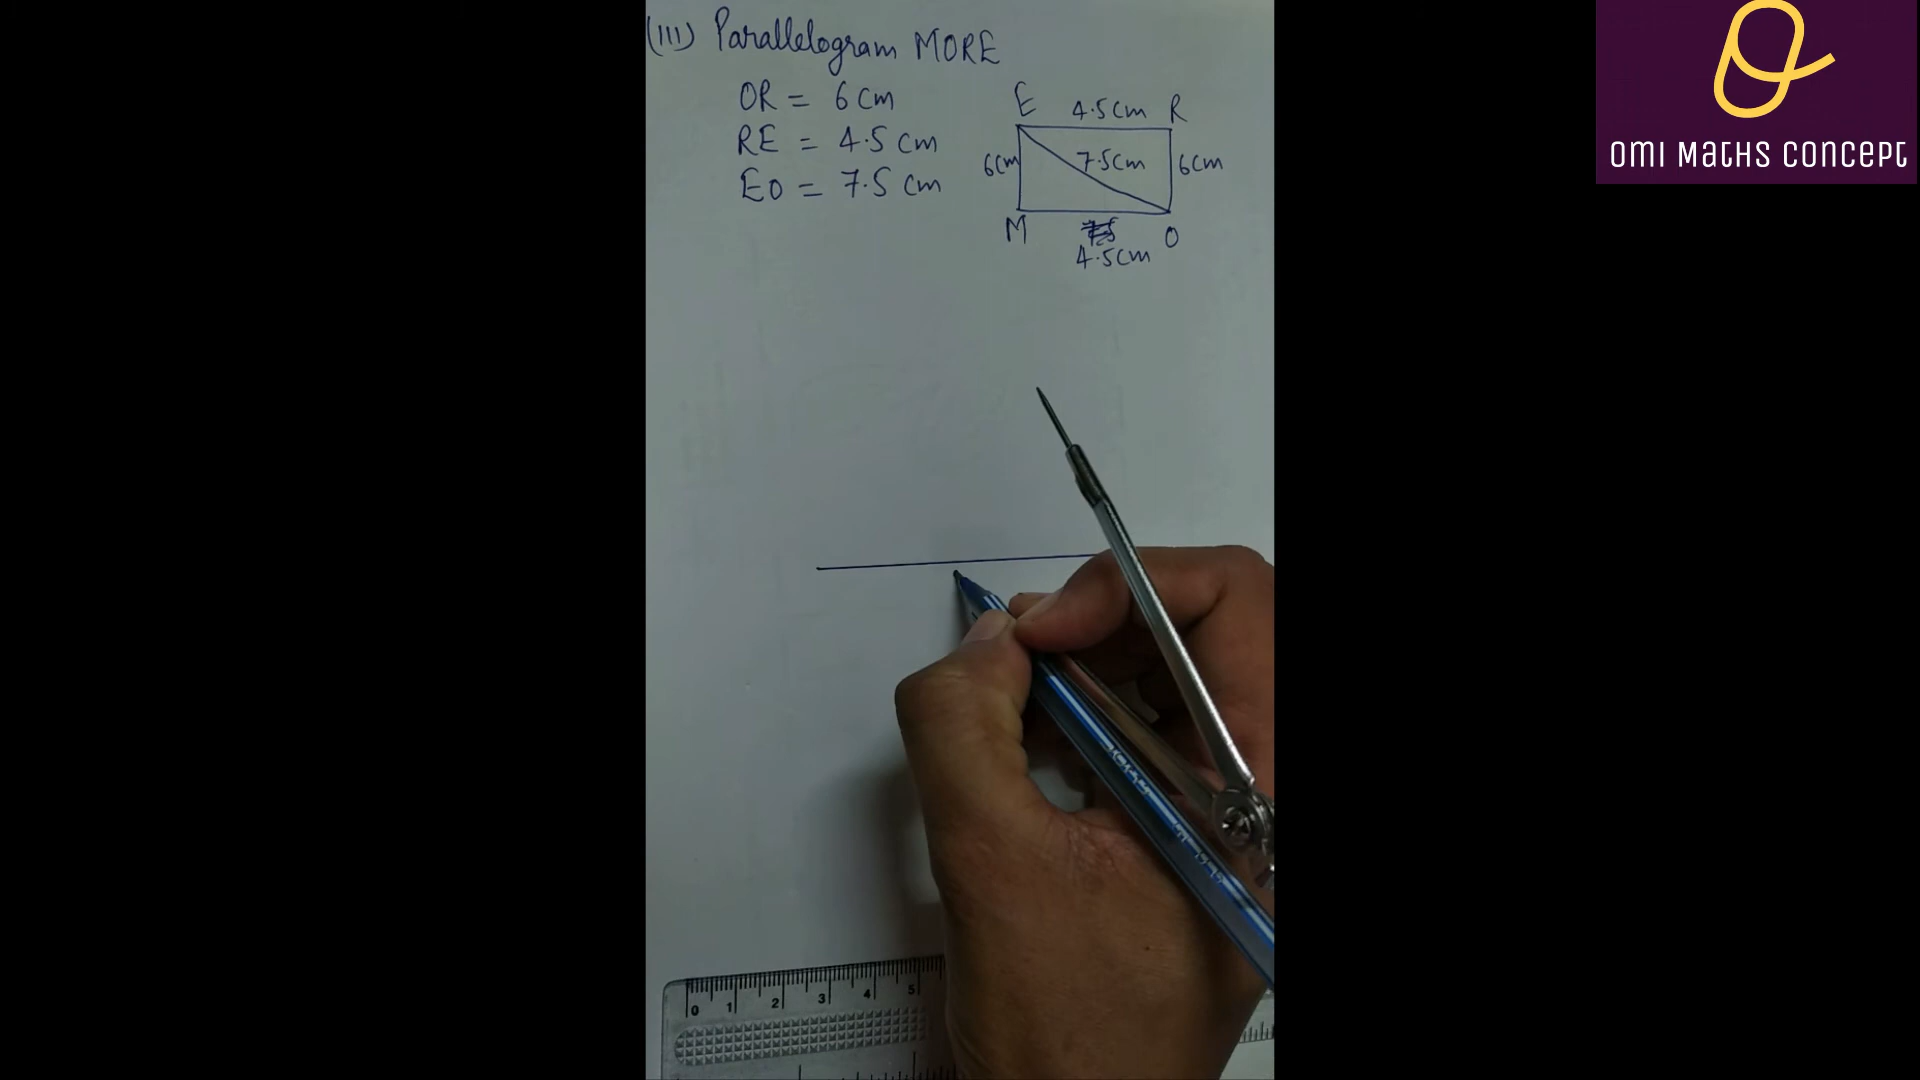 (III) Parallelogram MORE
OR = 6 cm
RE = 4.5 cm
EO = 7.5 cm
E 4.5cm R
6cm 7.5cm 6cm
M O
4.5cm
OMI MATHS CONCEPT
0 1 2 3 4 5